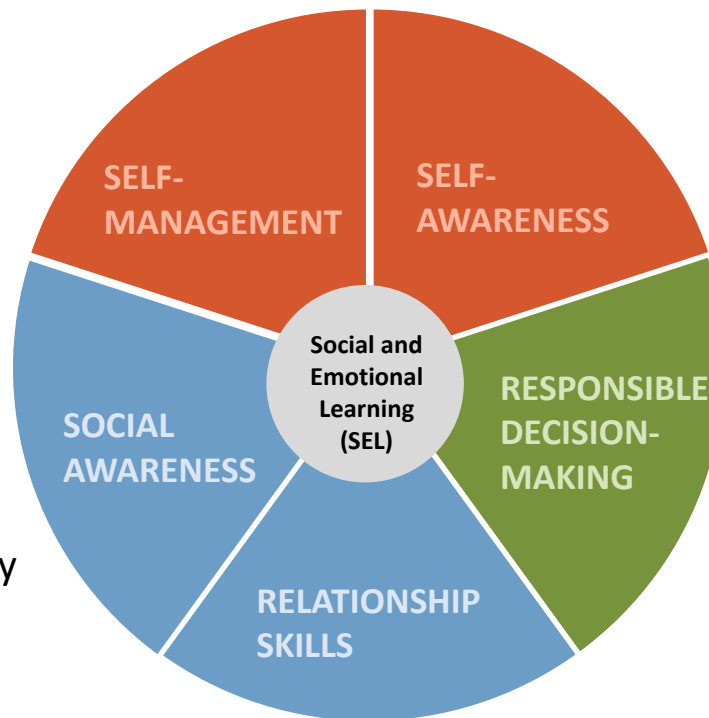 SELF-
MANAGEMENT
SELF-
AWARENESS
Social and
Emotional
Learning
(SEL)
RESPONSIBLE
DECISION-
MAKING
SOCIAL
AWARENESS
y
RELATIONSHIP
SKILLS